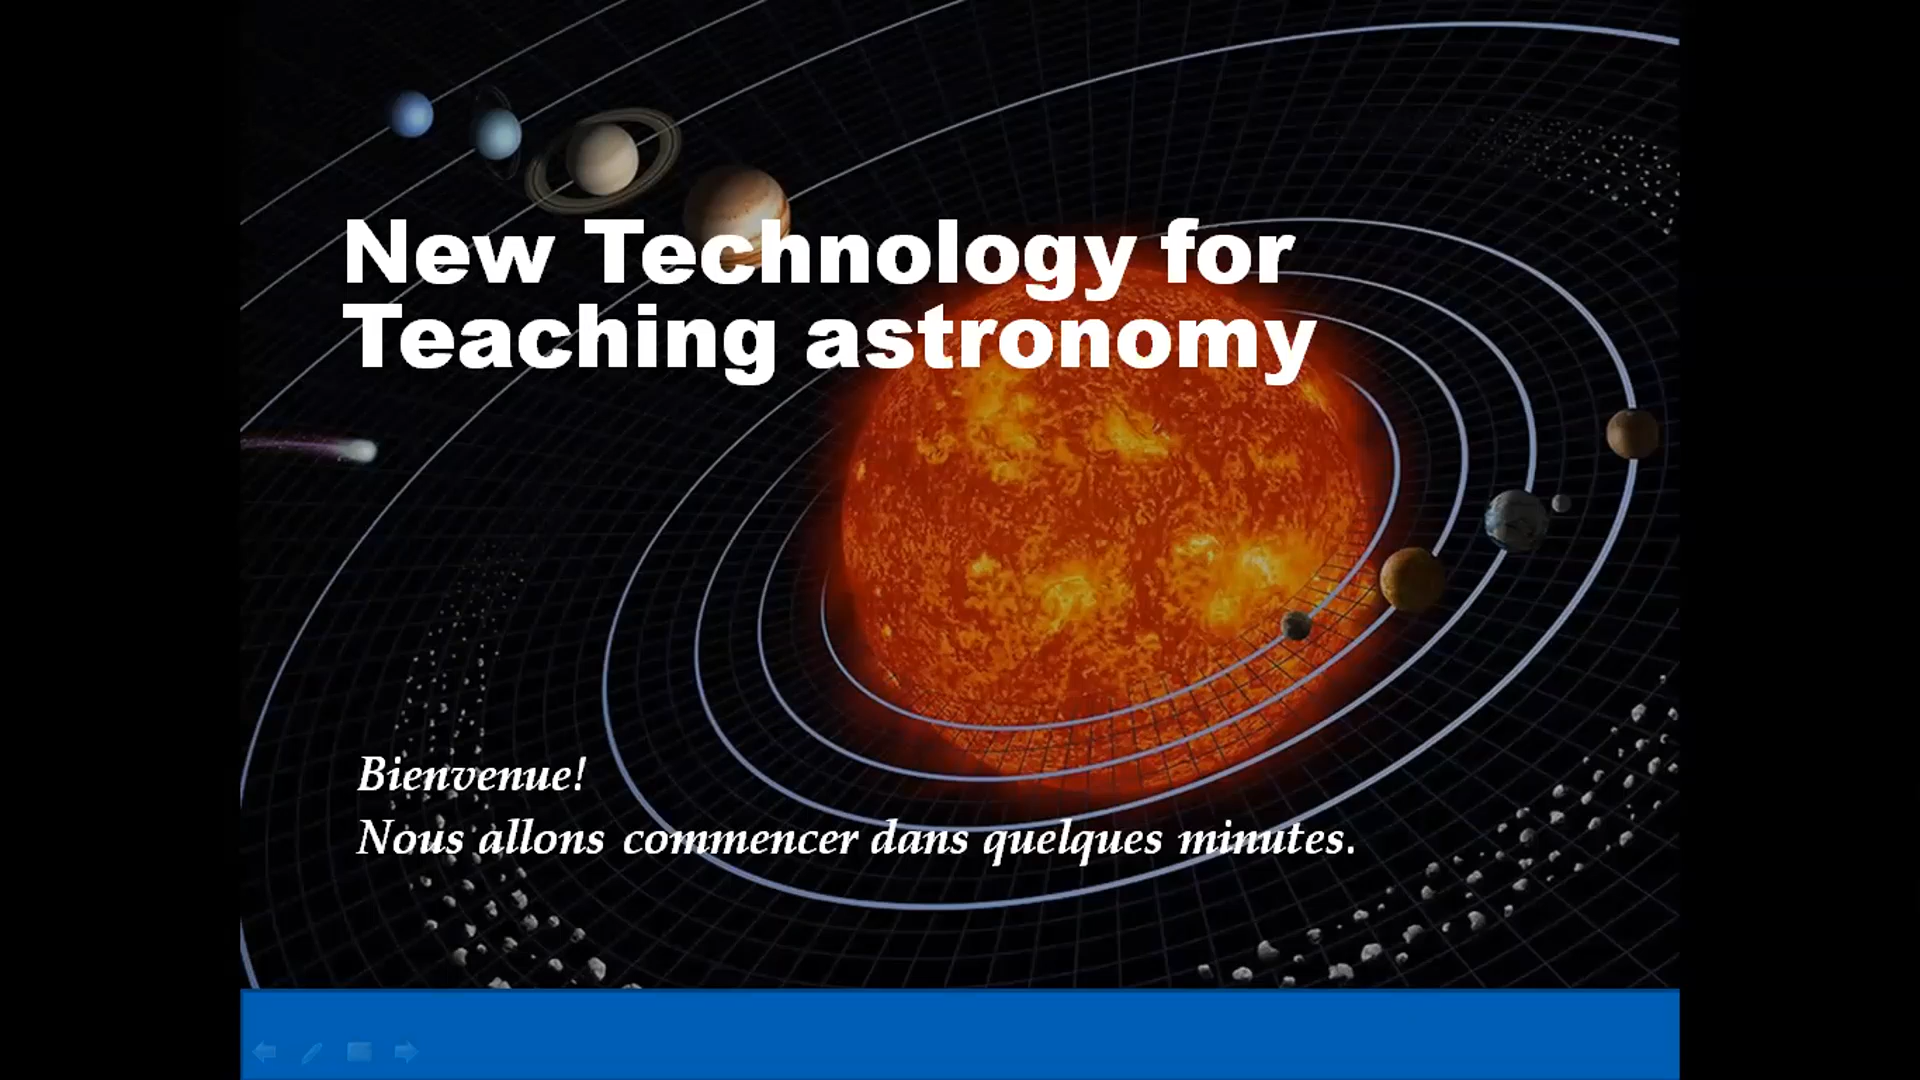 New Technology for
Teaching astronomy
Bienvenue!
Nous allons commencer dans quelques minutes.